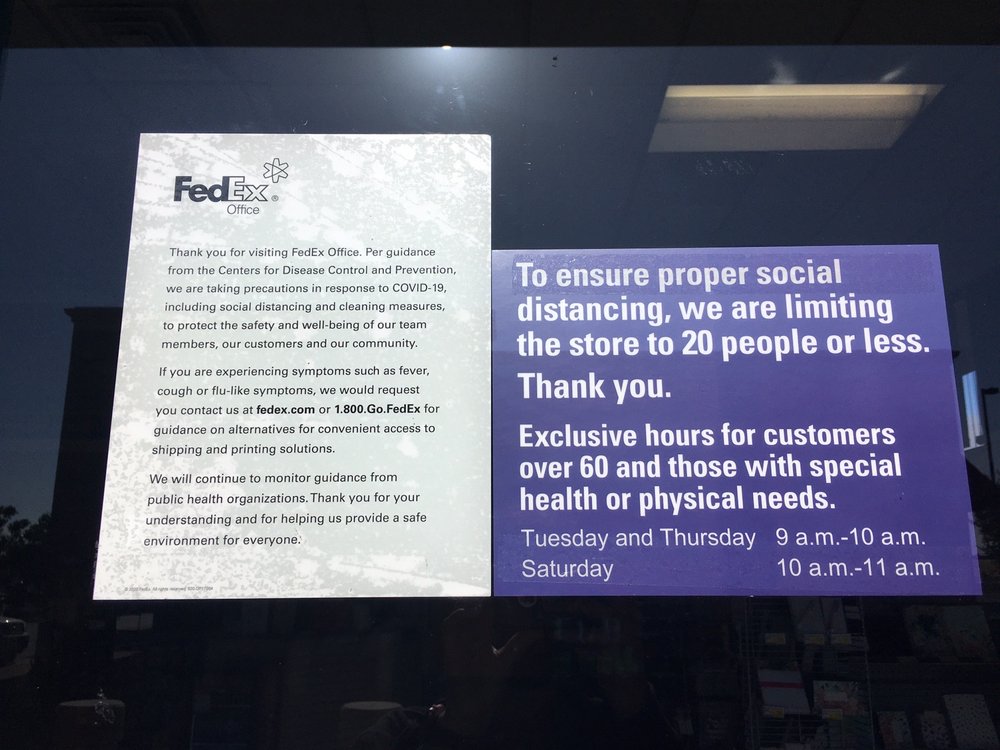 FedEx®
Office
Thank you for visiting FedEx Office. Per guidance
from the Centers for Disease Control and Prevention,
we are taking precautions in response to COVID-19,
including social distancing and cleaning measures,
to protect the safety and well-being of our team
members, our customers and our community.
If you are experiencing symptoms such as fever,
cough or flu-like symptoms, we would request
you contact us at fedex.com or 1.800.Go.FedEx for
guidance on alternatives for convenient access to
shipping and printing solutions.
We will continue to monitor guidance from
public health organizations. Thank you for your
understanding and for helping us provide a safe
environment for everyone.
© 2020 FedEx. All rights reserved.
To ensure proper social
distancing, we are limiting
the store to 20 people or less.
Thank you.
Exclusive hours for customers
over 60 and those with special
health or physical needs.
Tuesday and Thursday 9 a.m.-10 a.m.
Saturday 10 a.m.-11 a.m.